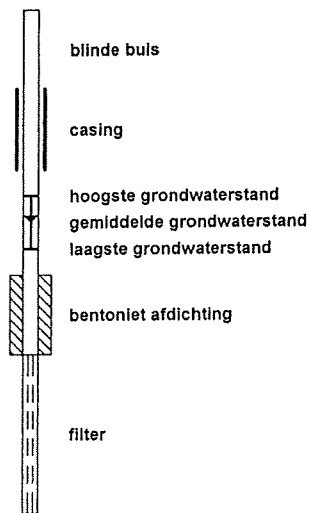 blinde buis
casing
hoogste grondwaterstand
gemiddelde grondwaterstand
laagste grondwaterstand
bentoniet afdichting
filter